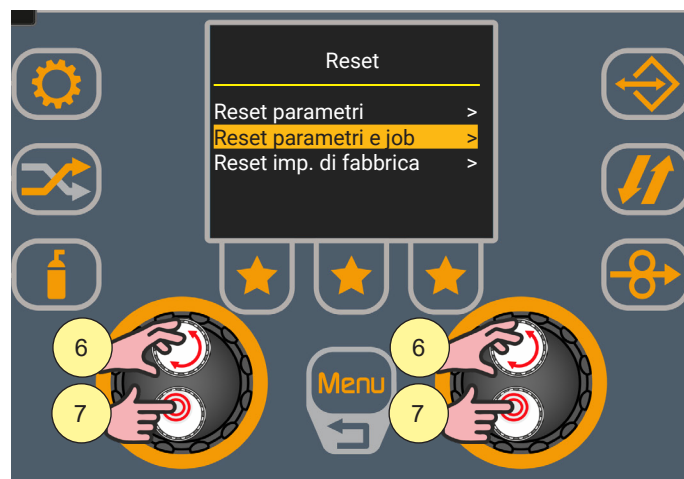 Reset
Reset parametri >
Reset parametri e job >
Reset imp. di fabbrica >
6 6
7 Menu 7